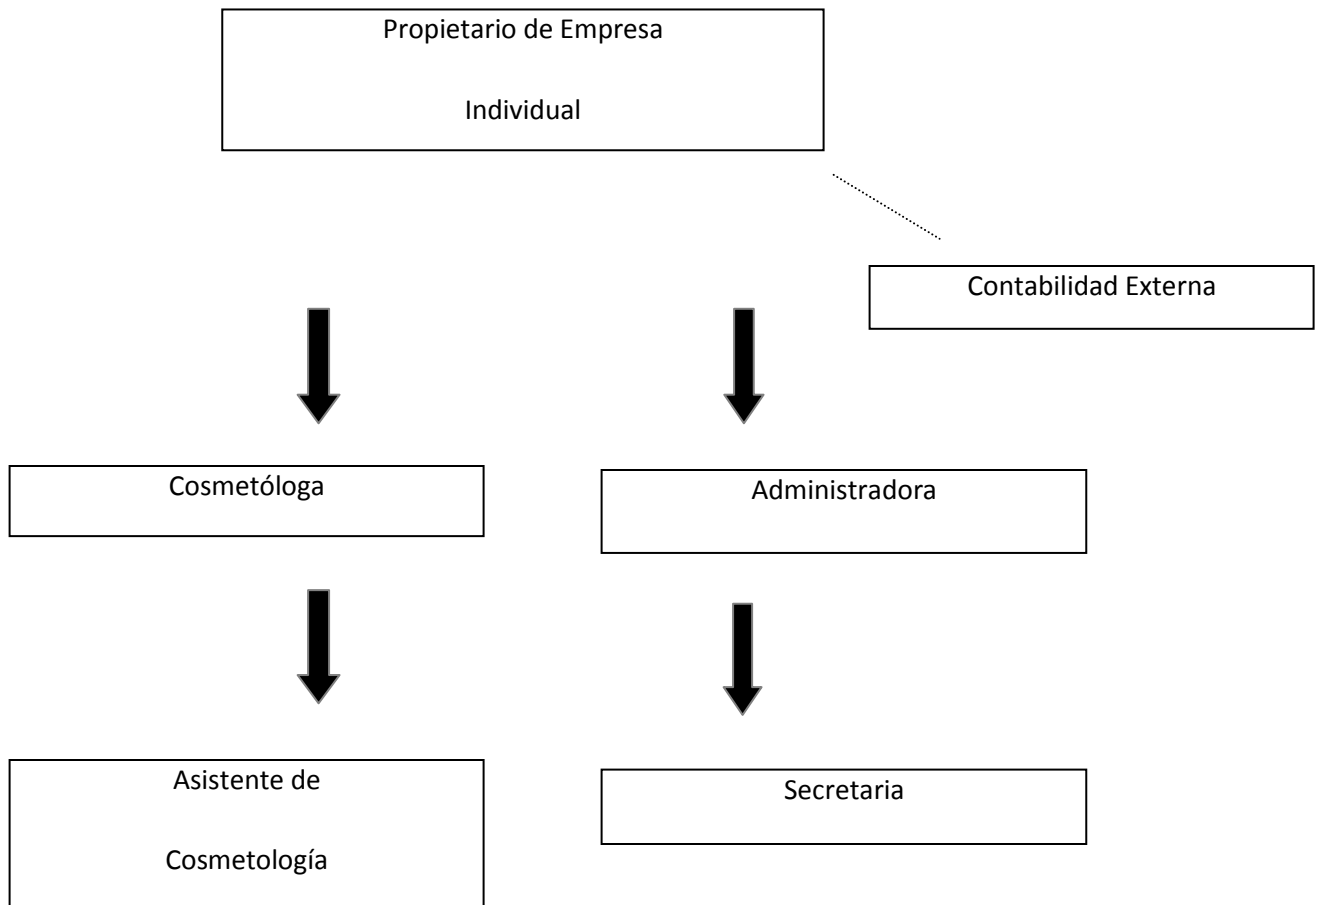 Propietario de Empresa
Individual
Contabilidad Externa
Cosmetóloga
Administradora
Asistente de
Cosmetología
Secretaria